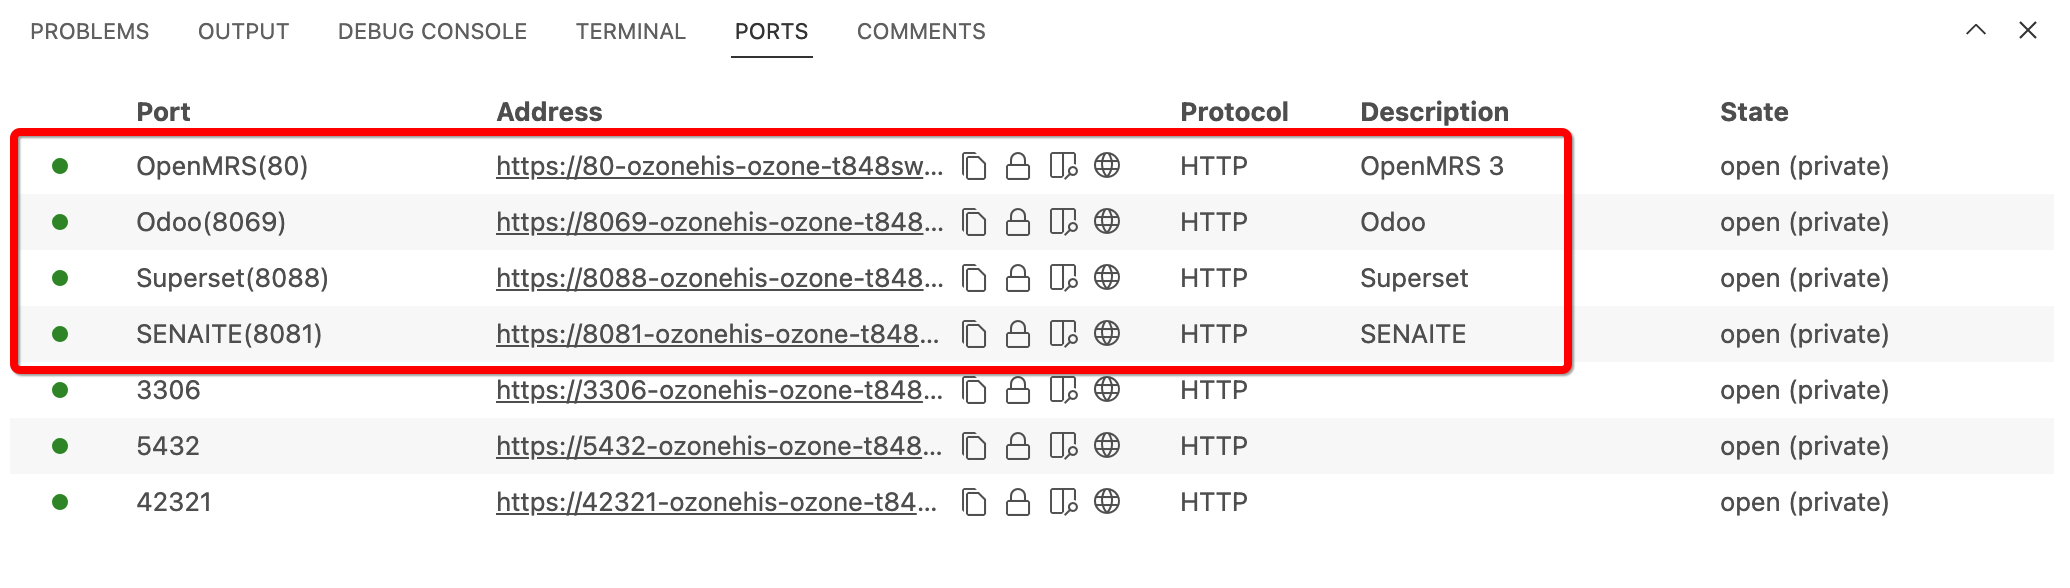 PROBLEMS OUTPUT DEBUG CONSOLE TERMINAL PORTS COMMENTS
Port Address Protocol Description State
OpenMRS(80) https://80-ozonehis-ozone-t848sw... HTTP OpenMRS 3 open (private)
Odoo(8069) https://8069-ozonehis-ozone-t848... HTTP Odoo open (private)
Superset(8088) https://8088-ozonehis-ozone-t848... HTTP Superset open (private)
SENAITE(8081) https://8081-ozonehis-ozone-t848... HTTP SENAITE open (private)
3306 https://3306-ozonehis-ozone-t848... HTTP open (private)
5432 https://5432-ozonehis-ozone-t848... HTTP open (private)
42321 https://42321-ozonehis-ozone-t84... HTTP open (private)